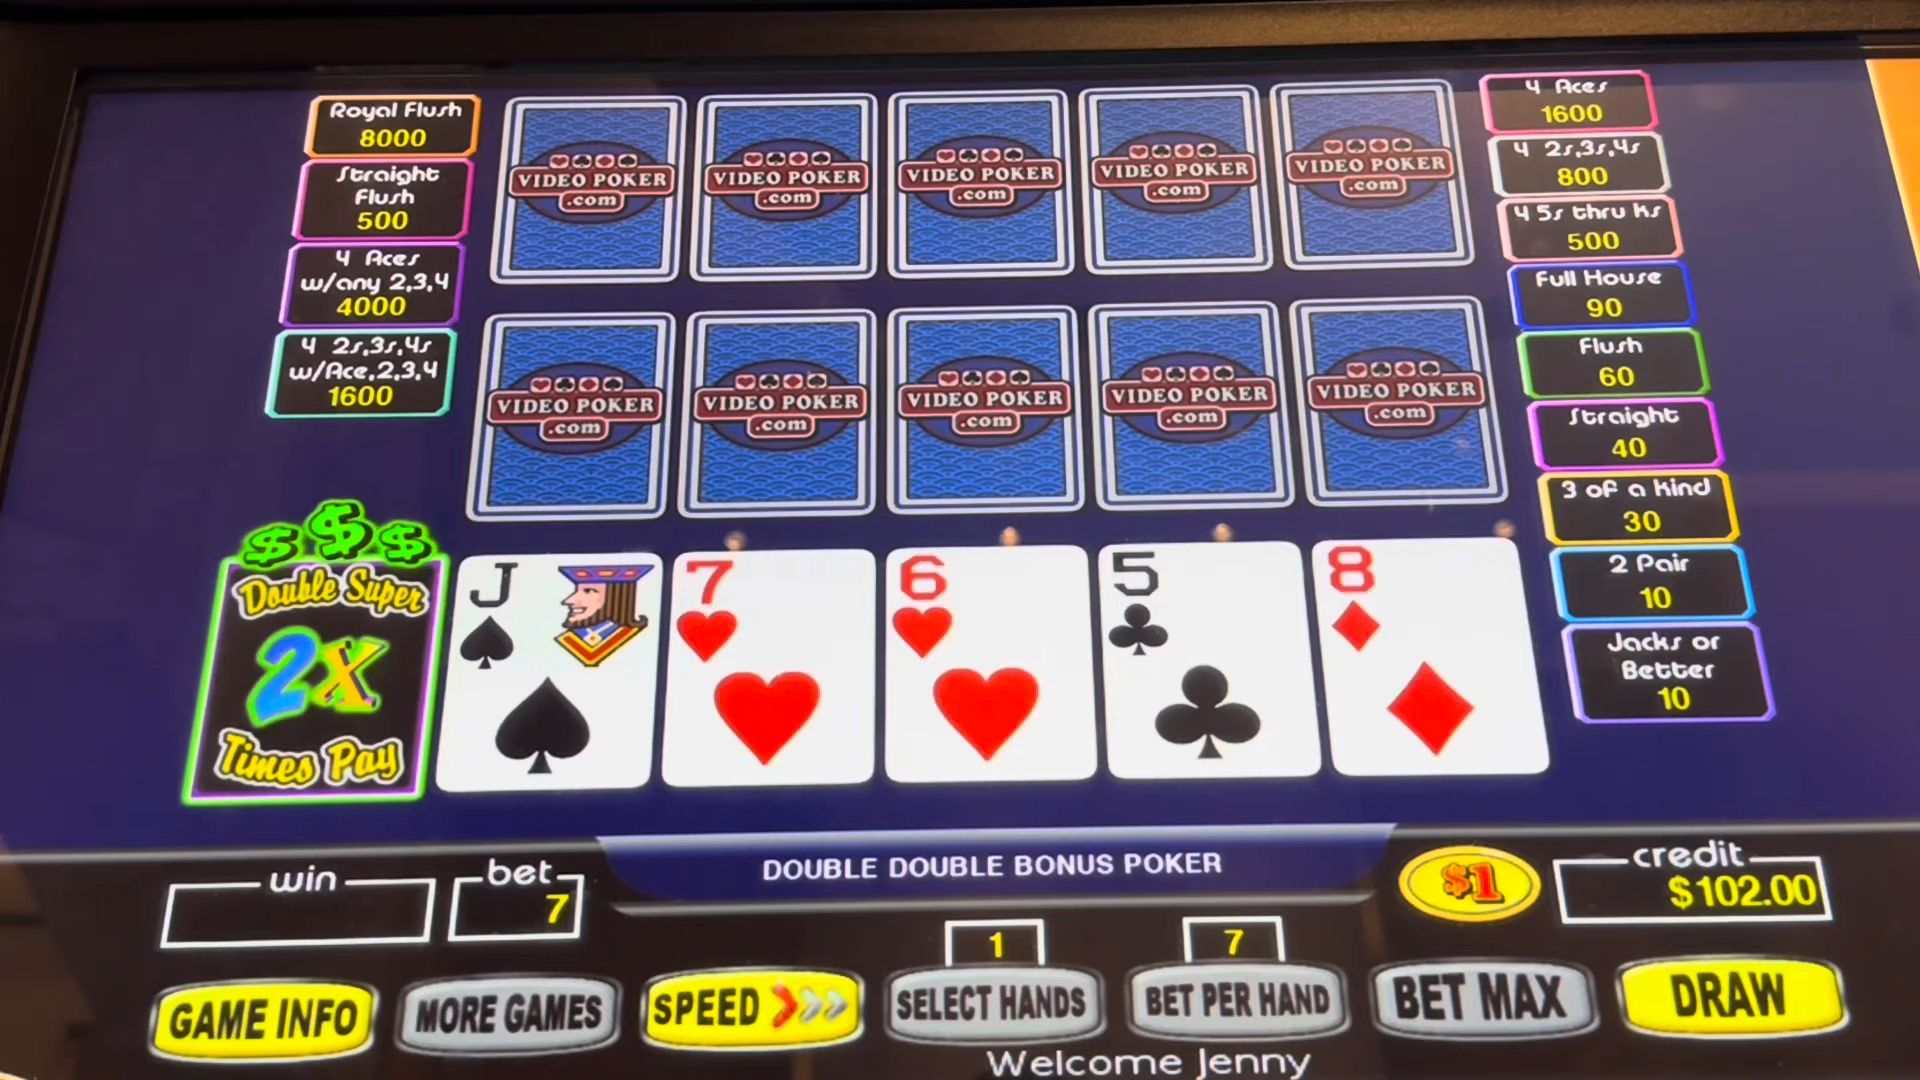 Royal Flush
8000
Straight
Flush
500
4 Aces
w/any 2,3,4
4000
4 2s,3s,4s
w/Ace,2,3,4
1600
VIDEO POKER
.com
VIDEO POKER
.com
VIDEO POKER
.com
VIDEO POKER
.com
VIDEO POKER
.com
VIDEO POKER
.com
VIDEO POKER
.com
VIDEO POKER
.com
VIDEO POKER
.com
VIDEO POKER
.com
4 Aces
1600
4 2s,3s,4s
800
4 5s thru Ks
500
Full House
90
Flush
60
Straight
40
3 of a Kind
30
2 Pair
10
Jacks or
Better
10
$ $ $
Double Super
2X
Times Pay
J
7
6
5
8
win
bet
7
DOUBLE DOUBLE BONUS POKER
$1
credit
$102.00
1
7
GAME INFO
MORE GAMES
SPEED
SELECT HANDS
BET PER HAND
BET MAX
DRAW
Welcome Jenny